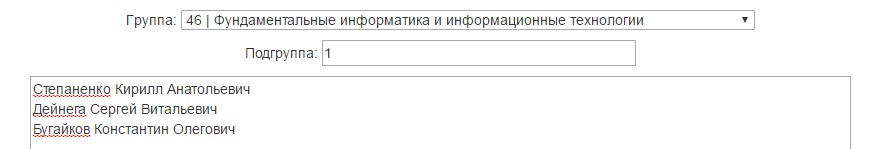 Группа: 46 | Фундаментальные информатика и информационные технологии
Подгруппа: 1
Степаненко Кирилл Анатольевич
Дейнега Сергей Витальевич
Бугайков Константин Олегович